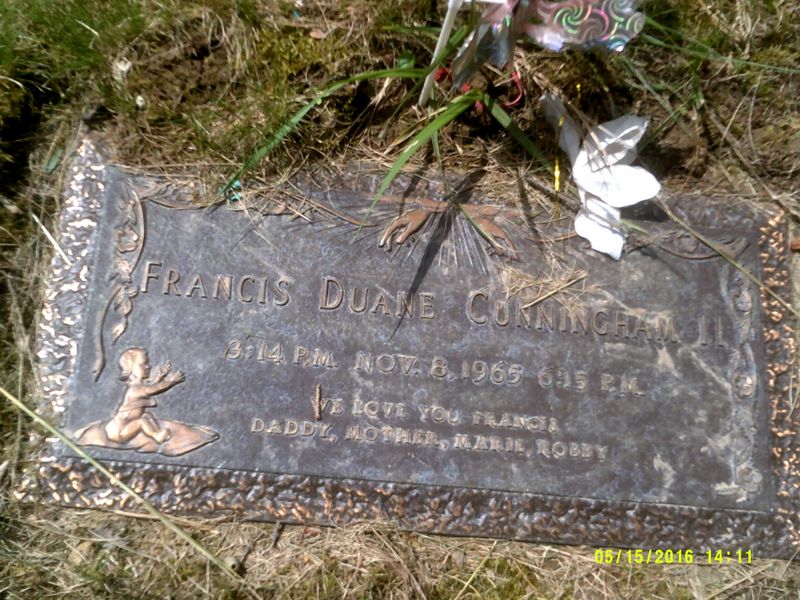 FRANCIS DUANE CUNNINGHAM II
3:14 P.M. NOV. 8, 1965 6:15 P.M.
WE LOVE YOU FRANCIS
DADDY, MOTHER, MARIE, ROBBY
05/15/2016 14:11